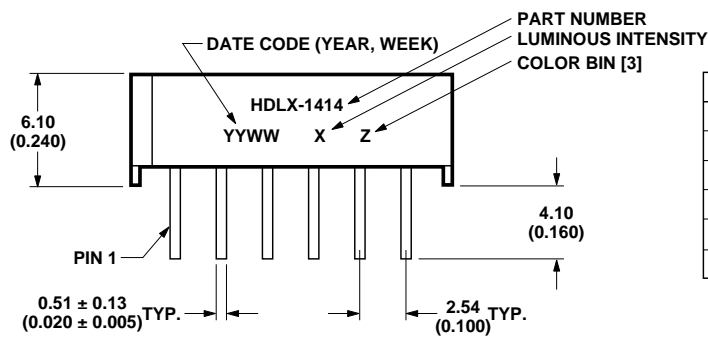 PART NUMBER
DATE CODE (YEAR, WEEK)
LUMINOUS INTENSITY
COLOR BIN [3]
HDLX-1414
YYWW X Z
6.10
(0.240)
4.10
(0.160)
PIN 1
0.51 ± 0.13
(0.020 ± 0.005)
TYP.
2.54
(0.100)
TYP.